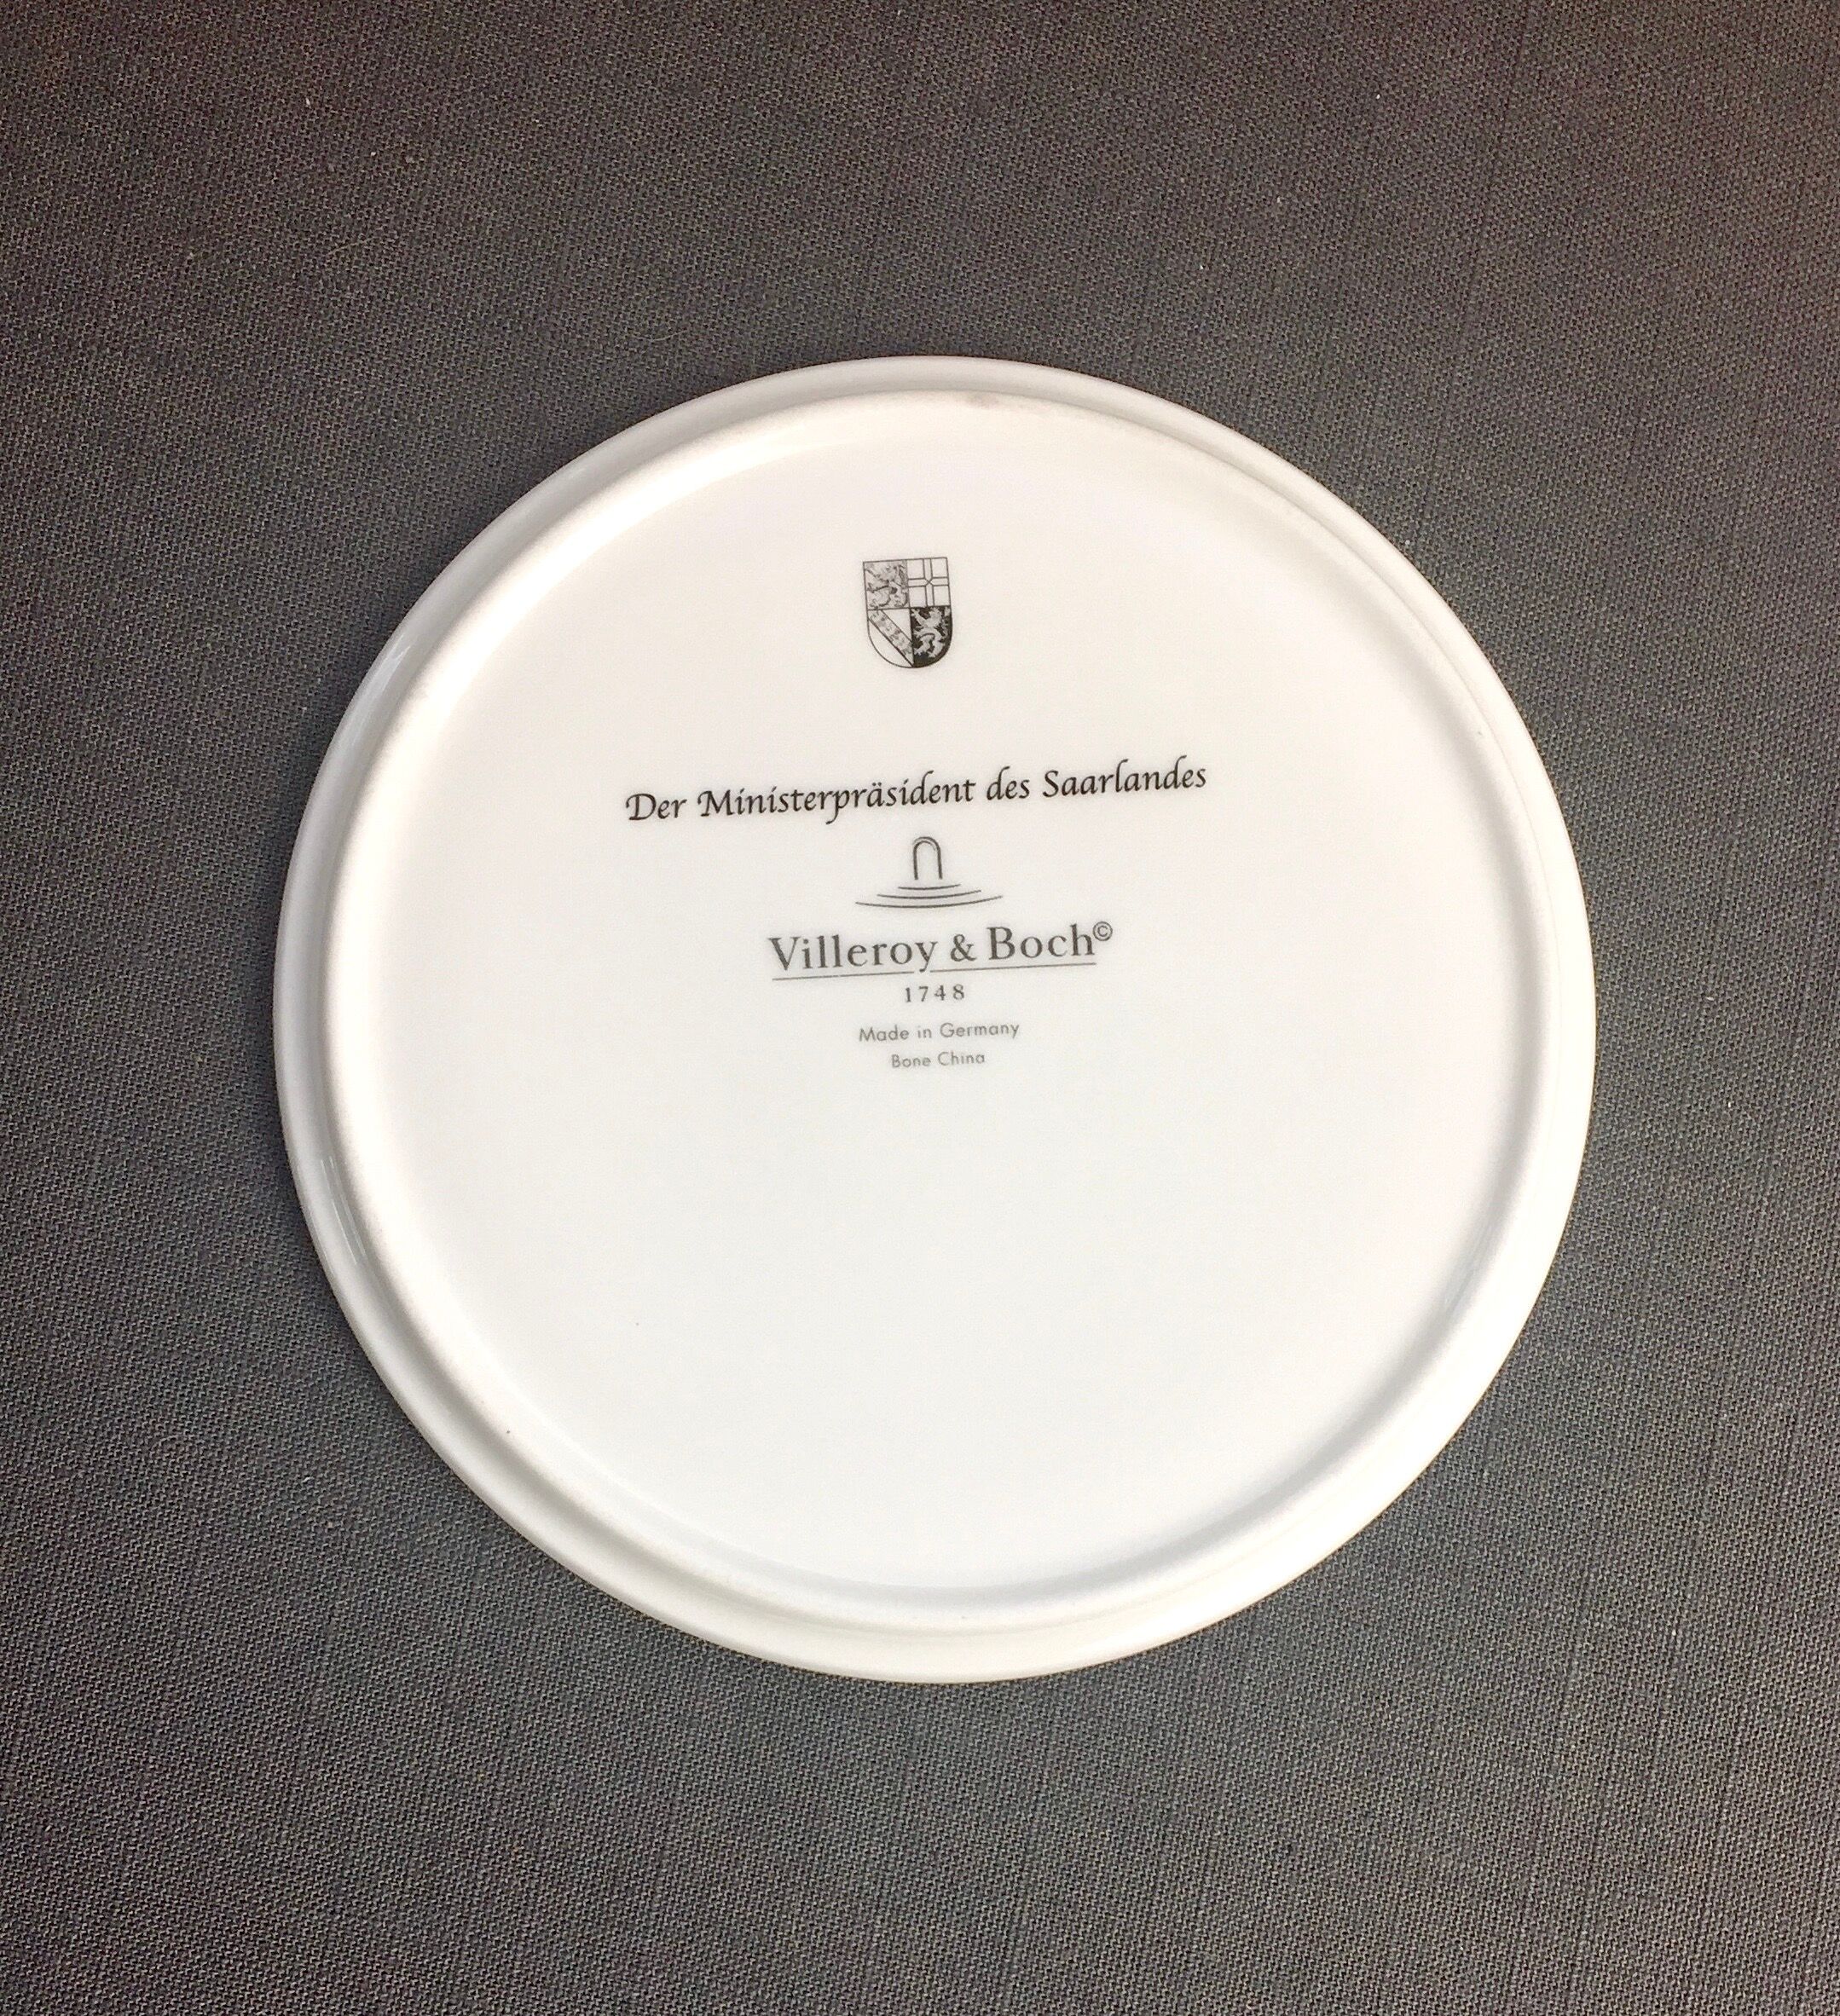 Der Ministerpräsident des Saarlandes
Villeroy & Boch©
1748
Made in Germany
Bone China